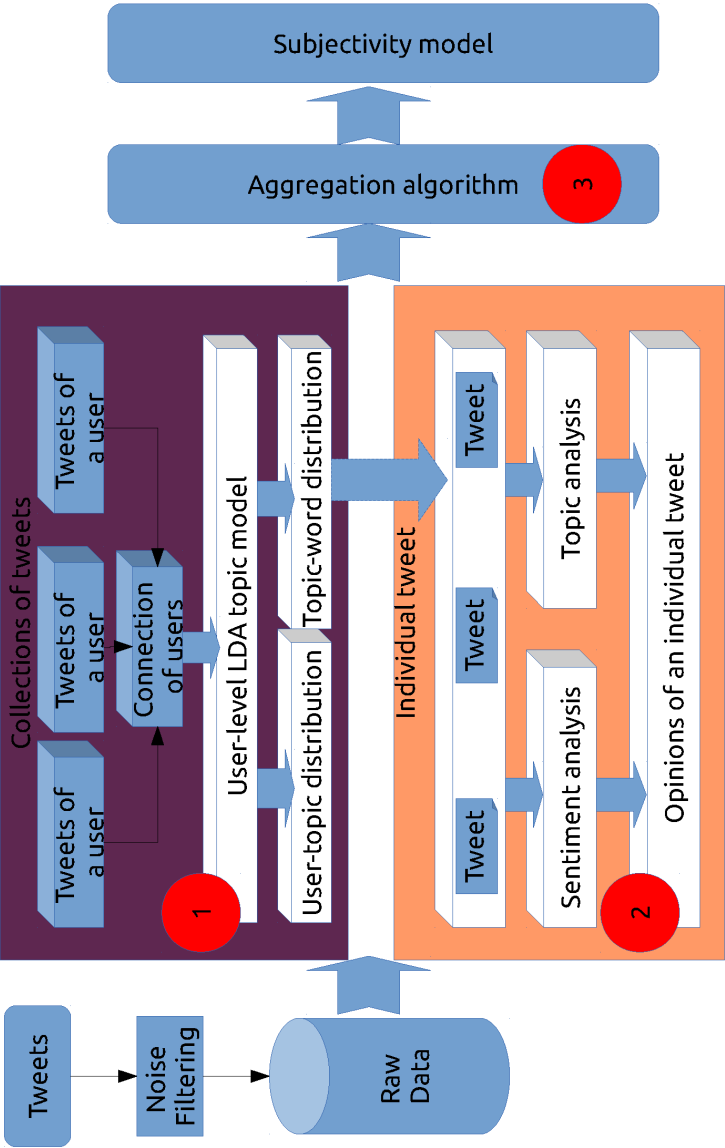 Tweets
Noise
Filtering
Raw
Data
Collections of tweets
Tweets of
a user
Tweets of
a user
Tweets of
a user
Connection
of users
User-level LDA topic model
User-topic distribution
Topic-word distribution
1
Individual tweet
Tweet
Tweet
Tweet
Sentiment analysis
Topic analysis
Opinions of an individual tweet
2
Aggregation algorithm
3
Subjectivity model